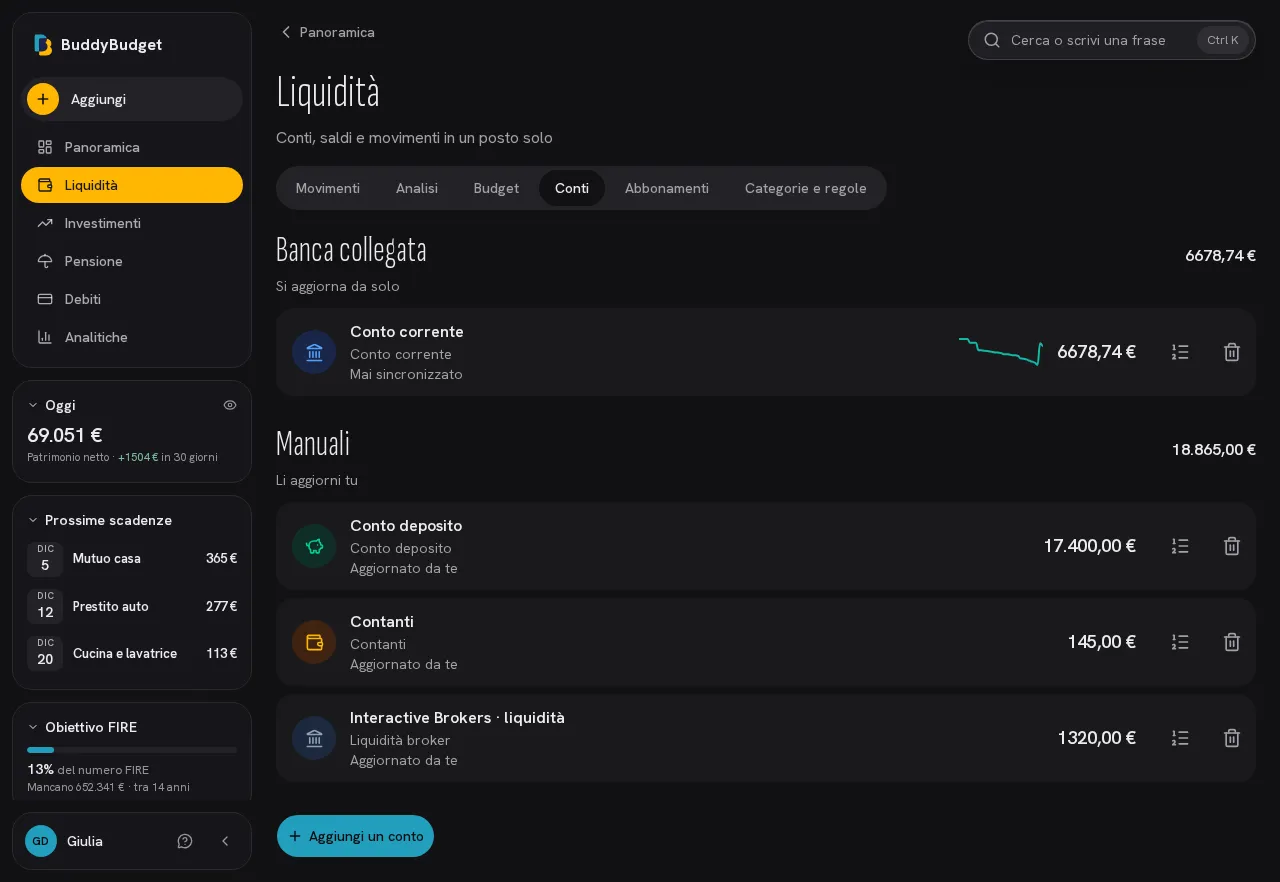 BuddyBudget
Aggiungi
Panoramica
Liquidità
Investimenti
Pensione
Debiti
Analitiche
Oggi
69.051 €
Patrimonio netto · +1504 € in 30 giorni
Prossime scadenze
DIC
5
Mutuo casa
365 €
DIC
12
Prestito auto
277 €
DIC
20
Cucina e lavatrice
113 €
Obiettivo FIRE
13% del numero FIRE
Mancano 652.341 € · tra 14 anni
GD
Giulia
Panoramica
Cerca o scrivi una frase
Ctrl K
Liquidità
Conti, saldi e movimenti in un posto solo
Movimenti
Analisi
Budget
Conti
Abbonamenti
Categorie e regole
Banca collegata
6678,74 €
Si aggiorna da solo
Conto corrente
Conto corrente
Mai sincronizzato
6678,74 €
Manuali
18.865,00 €
Li aggiorni tu
Conto deposito
Conto deposito
Aggiornato da te
17.400,00 €
Contanti
Contanti
Aggiornato da te
145,00 €
Interactive Brokers · liquidità
Liquidità broker
Aggiornato da te
1320,00 €
Aggiungi un conto